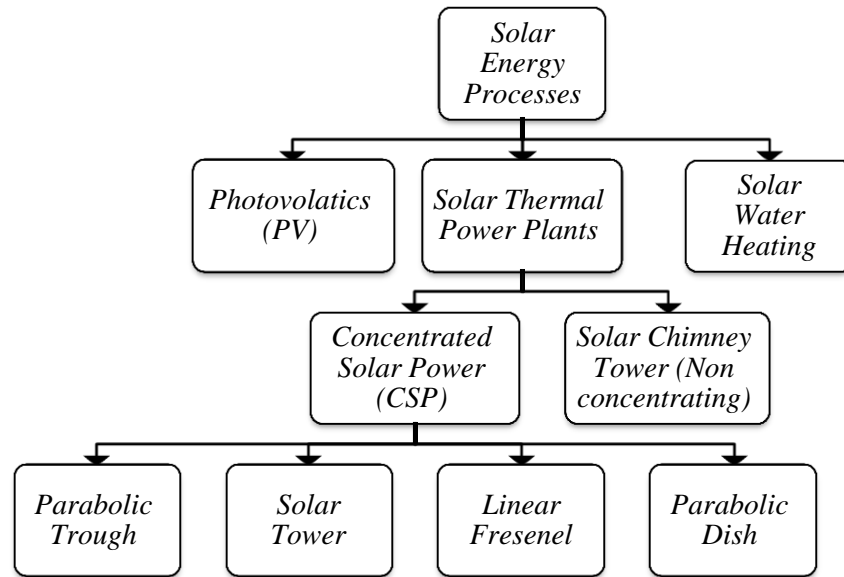 Solar
Energy
Processes
Photovolatics
(PV)
Solar Thermal
Power Plants
Solar
Water
Heating
Concentrated
Solar Power
(CSP)
Solar Chimney
Tower (Non
concentrating)
Parabolic
Trough
Solar
Tower
Linear
Fresenel
Parabolic
Dish